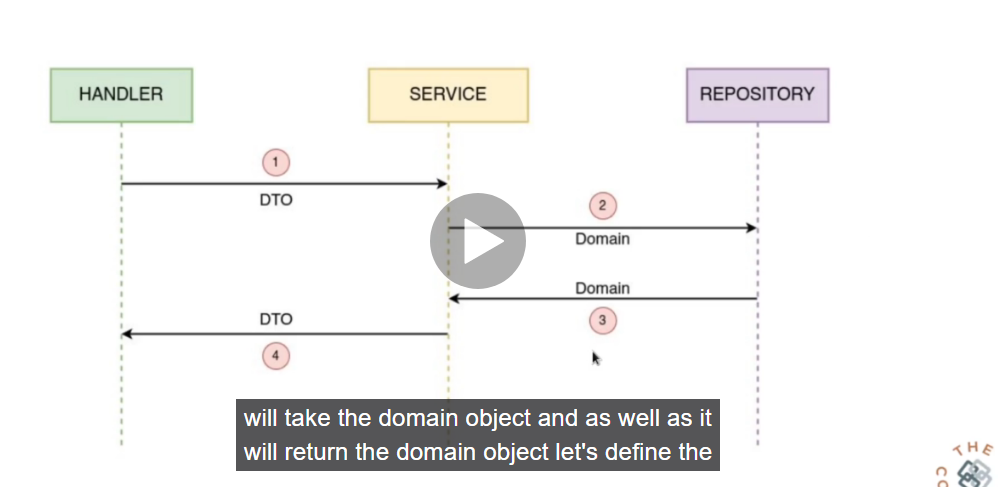 HANDLER
SERVICE
REPOSITORY
1
DTO
2
Domain
Domain
3
DTO
4
will take the domain object and as well as it
will return the domain object let's define the
THE
CO